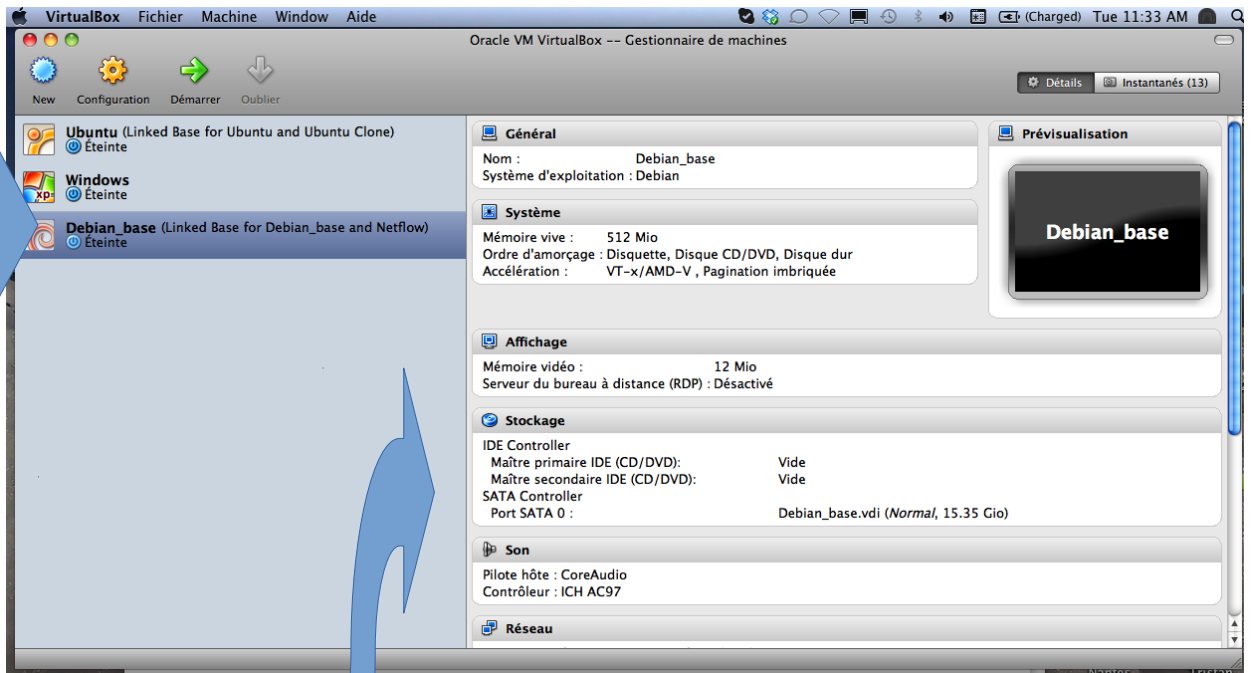 VirtualBox Fichier Machine Window Aide (Charged) Tue 11:33 AM
Oracle VM VirtualBox -- Gestionnaire de machines
New Configuration Démarrer Oublier
Détails Instantanés (13)
Ubuntu (Linked Base for Ubuntu and Ubuntu Clone)
Éteinte
Windows
Éteinte
xp
Debian_base (Linked Base for Debian_base and Netflow)
Éteinte
Général
Nom : Debian_base
Système d'exploitation : Debian
Prévisualisation
Debian_base
Système
Mémoire vive : 512 Mio
Ordre d'amorçage : Disquette, Disque CD/DVD, Disque dur
Accélération : VT-x/AMD-V , Pagination imbriquée
Affichage
Mémoire vidéo : 12 Mio
Serveur du bureau à distance (RDP) : Désactivé
Stockage
IDE Controller
Maître primaire IDE (CD/DVD): Vide
Maître secondaire IDE (CD/DVD): Vide
SATA Controller
Port SATA 0 : Debian_base.vdi (Normal, 15.35 Gio)
Son
Pilote hôte : CoreAudio
Contrôleur : ICH AC97
Réseau